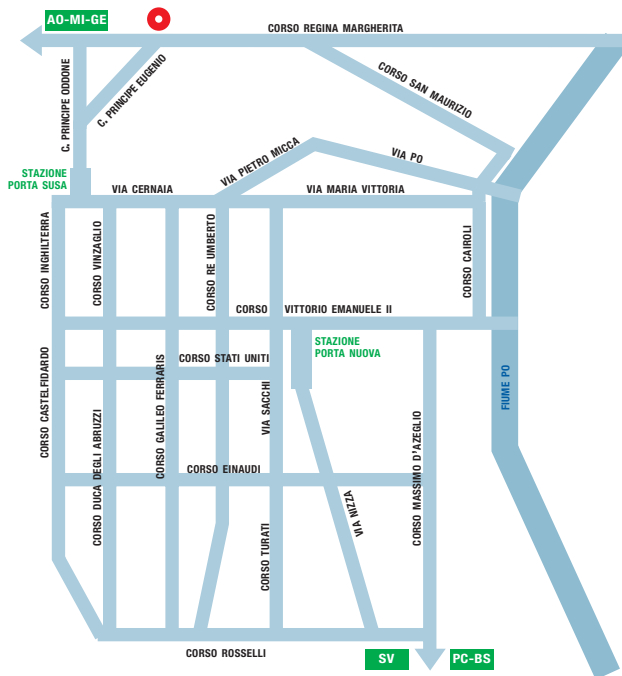 AO-MI-GE
CORSO REGINA MARGHERITA
C. PRINCIPE ODDONE
C. PRINCIPE EUGENIO
CORSO SAN MAURIZIO
VIA PIETRO MICCA
VIA PO
STAZIONE
PORTA SUSA
VIA CERNAIA
VIA MARIA VITTORIA
CORSO INGHILTERRA
CORSO VINZAGLIO
CORSO RE UMBERTO
CORSO CAIROLI
CORSO VITTORIO EMANUELE II
STAZIONE
PORTA NUOVA
CORSO STATI UNITI
FIUME PO
CORSO CASTELFIDARDO
CORSO GALILEO FERRARIS
VIA SACCHI
CORSO DUCA DEGLI ABRUZZI
CORSO MASSIMO D'AZEGLIO
CORSO EINAUDI
VIA NIZZA
CORSO TURATI
CORSO ROSSELLI
SV
PC-BS